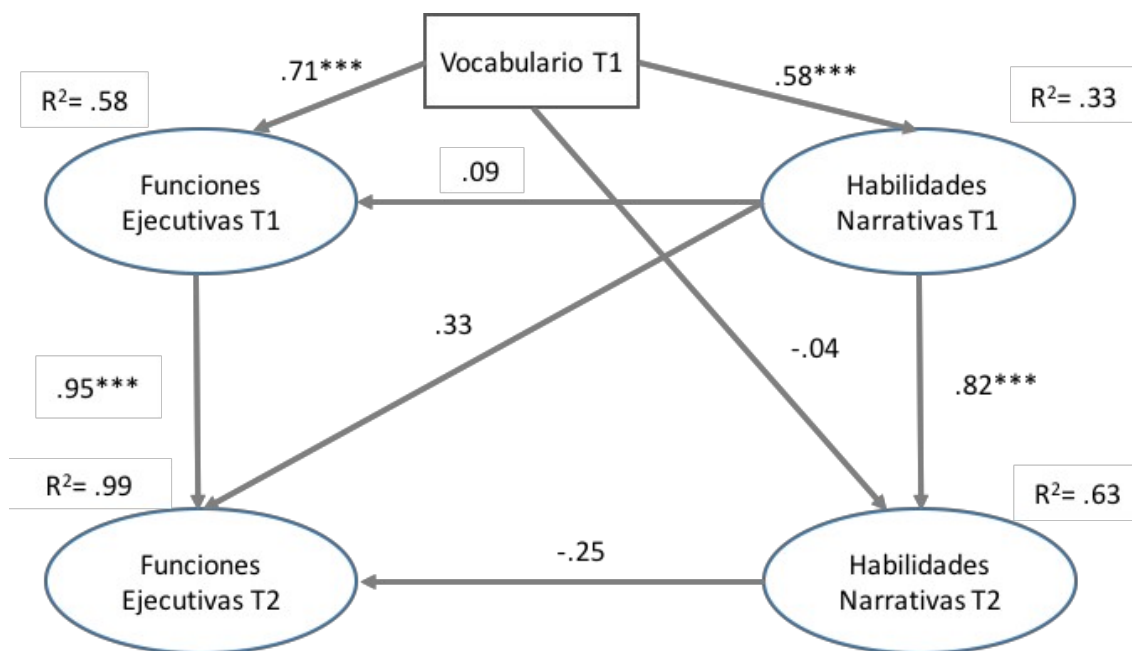 Vocabulario T1
.71***
.58***
R²= .58
R²= .33
Funciones
Ejecutivas T1
.09
Habilidades
Narrativas T1
.33
-.04
.95***
.82***
R²= .99
R²= .63
Funciones
Ejecutivas T2
-.25
Habilidades
Narrativas T2